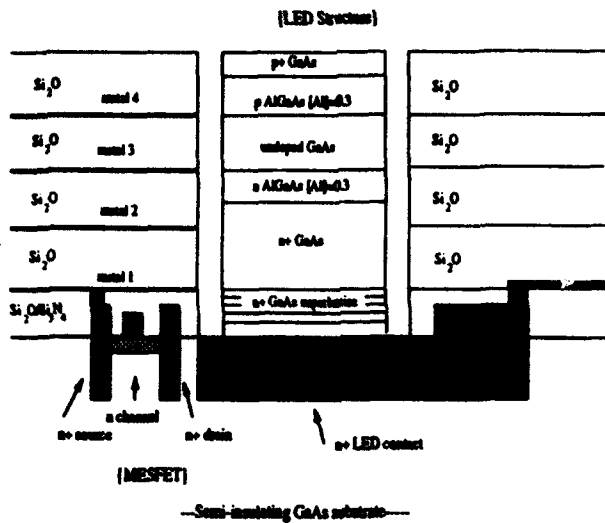 {LED Structure}
p+ GaAs
Si2O
metal 4
p AlGaAs [Al]=0.3
Si2O
Si2O
metal 3
undoped GaAs
Si2O
n AlGaAs [Al]=0.3
Si2O
metal 2
Si2O
n+ GaAs
Si2O
metal 1
Si2O
n+ GaAs superlattice
Si2O/Si3N4
n+ source
n channel
n+ drain
n+ LED contact
{MESFET}
---Semi-insulating GaAs substrate----